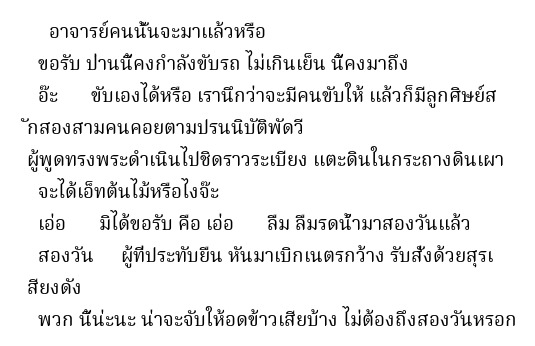 อาจารย์คนนั้นจะมาแล้วหรือ
ขอรับ ปานนี้คงกำลังขับรถ ไม่เกินเย็น นี้คงมาถึง
อ๊ะ ขับเองได้หรือ เรานึกว่าจะมีคนขับให้ แล้วก็มีลูกศิษย์ส
ักสองสามคนคอยตามปรนนิบัติพัดวี
ผู้พูดทรงพระดำเนินไปชิดราวระเบียง แตะดินในกระถางดินเผา
จะได้เอ็ทต้นไม้หรือไงจ๊ะ
เอ่อ มิได้ขอรับ คือ เอ่อ ลืม ลืมรดน้ำมาสองวันแล้ว
สองวัน ผู้ที่ประทับยืน หันมาเบิกเนตรกว้าง รับสั่งด้วยสุรเ
สียงดัง
พวก นี้น่ะนะ น่าจะจับให้อดข้าวเสียบ้าง ไม่ต้องถึงสองวันหรอก